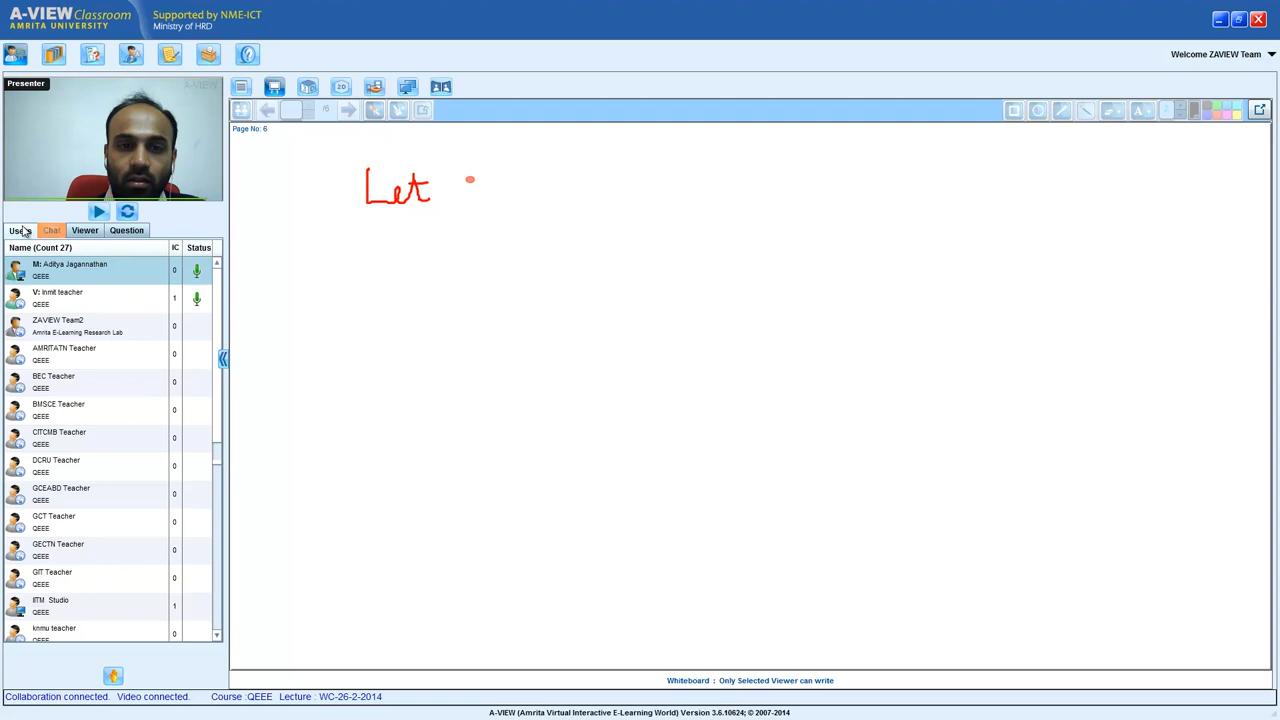 A-VIEW Classroom
AMRITA UNIVERSITY
Supported by NME-ICT
Ministry of HRD
Welcome ZAVIEW Team
Presenter
A-VIEW
/6
Page No: 6
Let
Chat
Viewer
Question
Name (Count 27)
IC
Status
M: Aditya Jagannathan
QEEE
0
V: Inmit teacher
QEEE
1
ZAVIEW Team2
Amrita E-Learning Research Lab
0
AMRITATN Teacher
QEEE
0
BEC Teacher
QEEE
0
BMSCE Teacher
QEEE
0
CITCMB Teacher
QEEE
0
DCRU Teacher
QEEE
0
GCEABD Teacher
QEEE
0
GCT Teacher
QEEE
0
GECTN Teacher
QEEE
0
GIT Teacher
QEEE
0
IITM Studio
QEEE
1
knmu teacher
QEEE
0
Whiteboard : Only Selected Viewer can write
Collaboration connected. Video connected. Course :QEEE Lecture : WC-26-2-2014
A-VIEW (Amrita Virtual Interactive E-Learning World) Version 3.6.10624; © 2007-2014